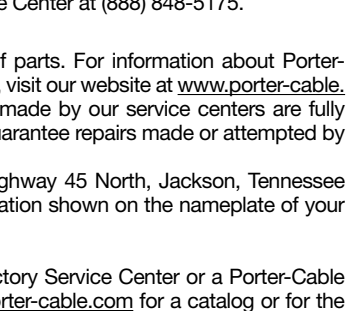 e Center at (888) 848-5175.
f parts. For information about Porter-
, visit our website at www.porter-cable.
made by our service centers are fully
uarantee repairs made or attempted by
ghway 45 North, Jackson, Tennessee
ation shown on the nameplate of your
ctory Service Center or a Porter-Cable
orter-cable.com for a catalog or for the